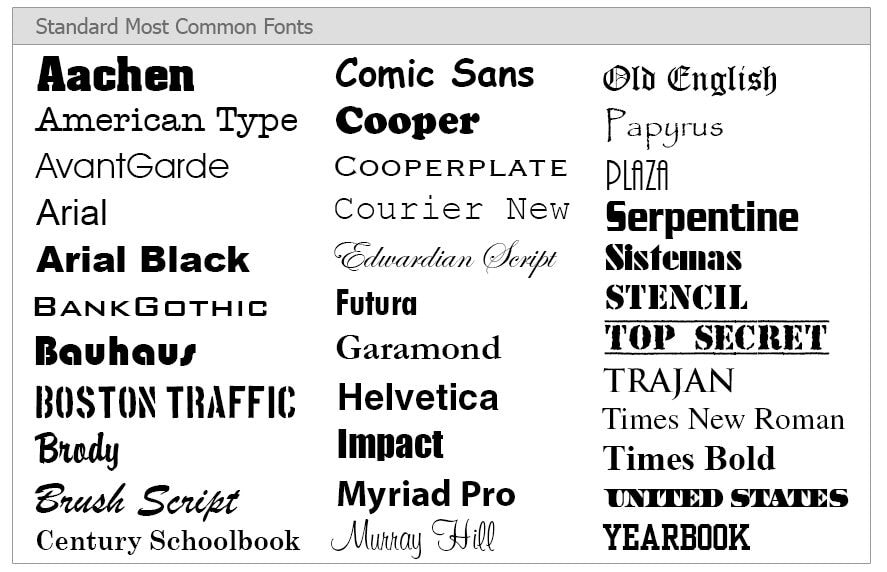 Standard Most Common Fonts
Aachen
American Type
AvantGarde
Arial
Arial Black
BankGothic
Bauhaus
BOSTON TRAFFIC
Brody
Brush Script
Century Schoolbook
Comic Sans
Cooper
Cooperplate
Courier New
Edwardian Script
Futura
Garamond
Helvetica
Impact
Myriad Pro
Murray Hill
Old English
Papyrus
PLAZA
Serpentine
Sistemas
STENCIL
TOP SECRET
TRAJAN
Times New Roman
Times Bold
UNITED STATES
YEARBOOK